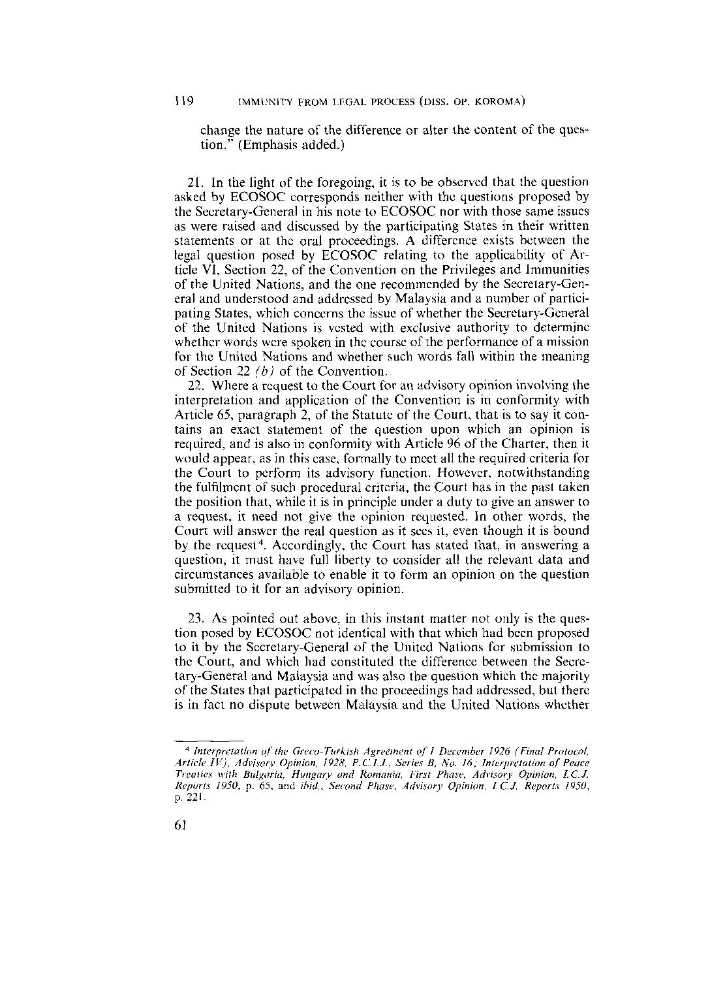 119 IMMUNITY FROM LEGAL PROCESS (DISS. OP. KOROMA)
change the nature of the difference or alter the content of the ques-
tion.” (Emphasis added.)
21. In the light of the foregoing, it is to be observed that the question
asked by ECOSOC corresponds neither with the questions proposed by
the Secretary-General in his note to ECOSOC nor with those same issues
as were raised and discussed by the participating States in their written
statements or at the oral proceedings. A difference exists between the
legal question posed by ECOSOC relating to the applicability of Ar-
ticle VI, Section 22, of the Convention on the Privileges and Immunities
of the United Nations, and the one recommended by the Secretary-Gen-
eral and understood and addressed by Malaysia and a number of partici-
pating States, which concerns the issue of whether the Secretary-General
of the United Nations is vested with exclusive authority to determine
whether words were spoken in the course of the performance of a mission
for the United Nations and whether such words fall within the meaning
of Section 22 (b) of the Convention.
22. Where a request to the Court for an advisory opinion involving the
interpretation and application of the Convention is in conformity with
Article 65, paragraph 2, of the Statute of the Court, that is to say it con-
tains an exact statement of the question upon which an opinion is
required, and is also in conformity with Article 96 of the Charter, then it
would appear, as in this case, formally to meet all the required criteria for
the Court to perform its advisory function. However, notwithstanding
the fulfilment of such procedural criteria, the Court has in the past taken
the position that, while it is in principle under a duty to give an answer to
a request, it need not give the opinion requested. In other words, the
Court will answer the real question as it sees it, even though it is bound
by the request⁴. Accordingly, the Court has stated that, in answering a
question, it must have full liberty to consider all the relevant data and
circumstances available to enable it to form an opinion on the question
submitted to it for an advisory opinion.
23. As pointed out above, in this instant matter not only is the ques-
tion posed by ECOSOC not identical with that which had been proposed
to it by the Secretary-General of the United Nations for submission to
the Court, and which had constituted the difference between the Secre-
tary-General and Malaysia and was also the question which the majority
of the States that participated in the proceedings had addressed, but there
is in fact no dispute between Malaysia and the United Nations whether
⁴ Interpretation of the Greco-Turkish Agreement of 1 December 1926 (Final Protocol,
Article IV), Advisory Opinion, 1928, P.C.I.J., Series B, No. 16; Interpretation of Peace
Treaties with Bulgaria, Hungary and Romania, First Phase, Advisory Opinion, I.C.J.
Reports 1950, p. 65, and ibid., Second Phase, Advisory Opinion, I.C.J. Reports 1950,
p. 221.
61